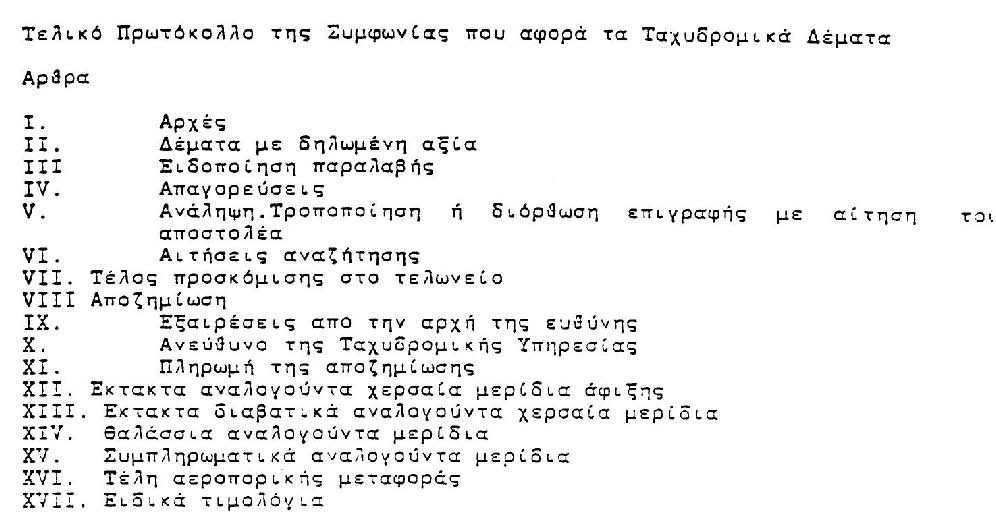 Τελικό Πρωτόκολλο της Συμφωνίας που αφορά τα Ταχυδρομικά Δέματα
Αρθρα
I. Αρχές
II. Δέματα με δηλωμένη αξία
III Ειδοποίηση παραλαβής
IV. Απαγορεύσεις
V. Ανάληψη.Τροποποίηση ή διόρθωση επιγραφής με αίτηση του
αποστολέα
VI. Αιτήσεις αναζήτησης
VII. Τέλος προσκόμισης στο τελωνείο
VIII Αποζημίωση
IX. Εξαιρέσεις απο την αρχή της ευθύνης
X. Ανεύθυνο της Ταχυδρομικής Υπηρεσίας
XI. Πληρωμή της αποζημίωσης
XII. Εκτακτα αναλογούντα χερσαία μερίδια άφιξης
XIII. Εκτακτα διαβατικά αναλογούντα χερσαία μερίδια
XIV. Θαλάσσια αναλογούντα μερίδια
XV. Συμπληρωματικά αναλογούντα μερίδια
XVI. Τέλη αεροπορικής μεταφοράς
XVII. Ειδικά τιμολόγια